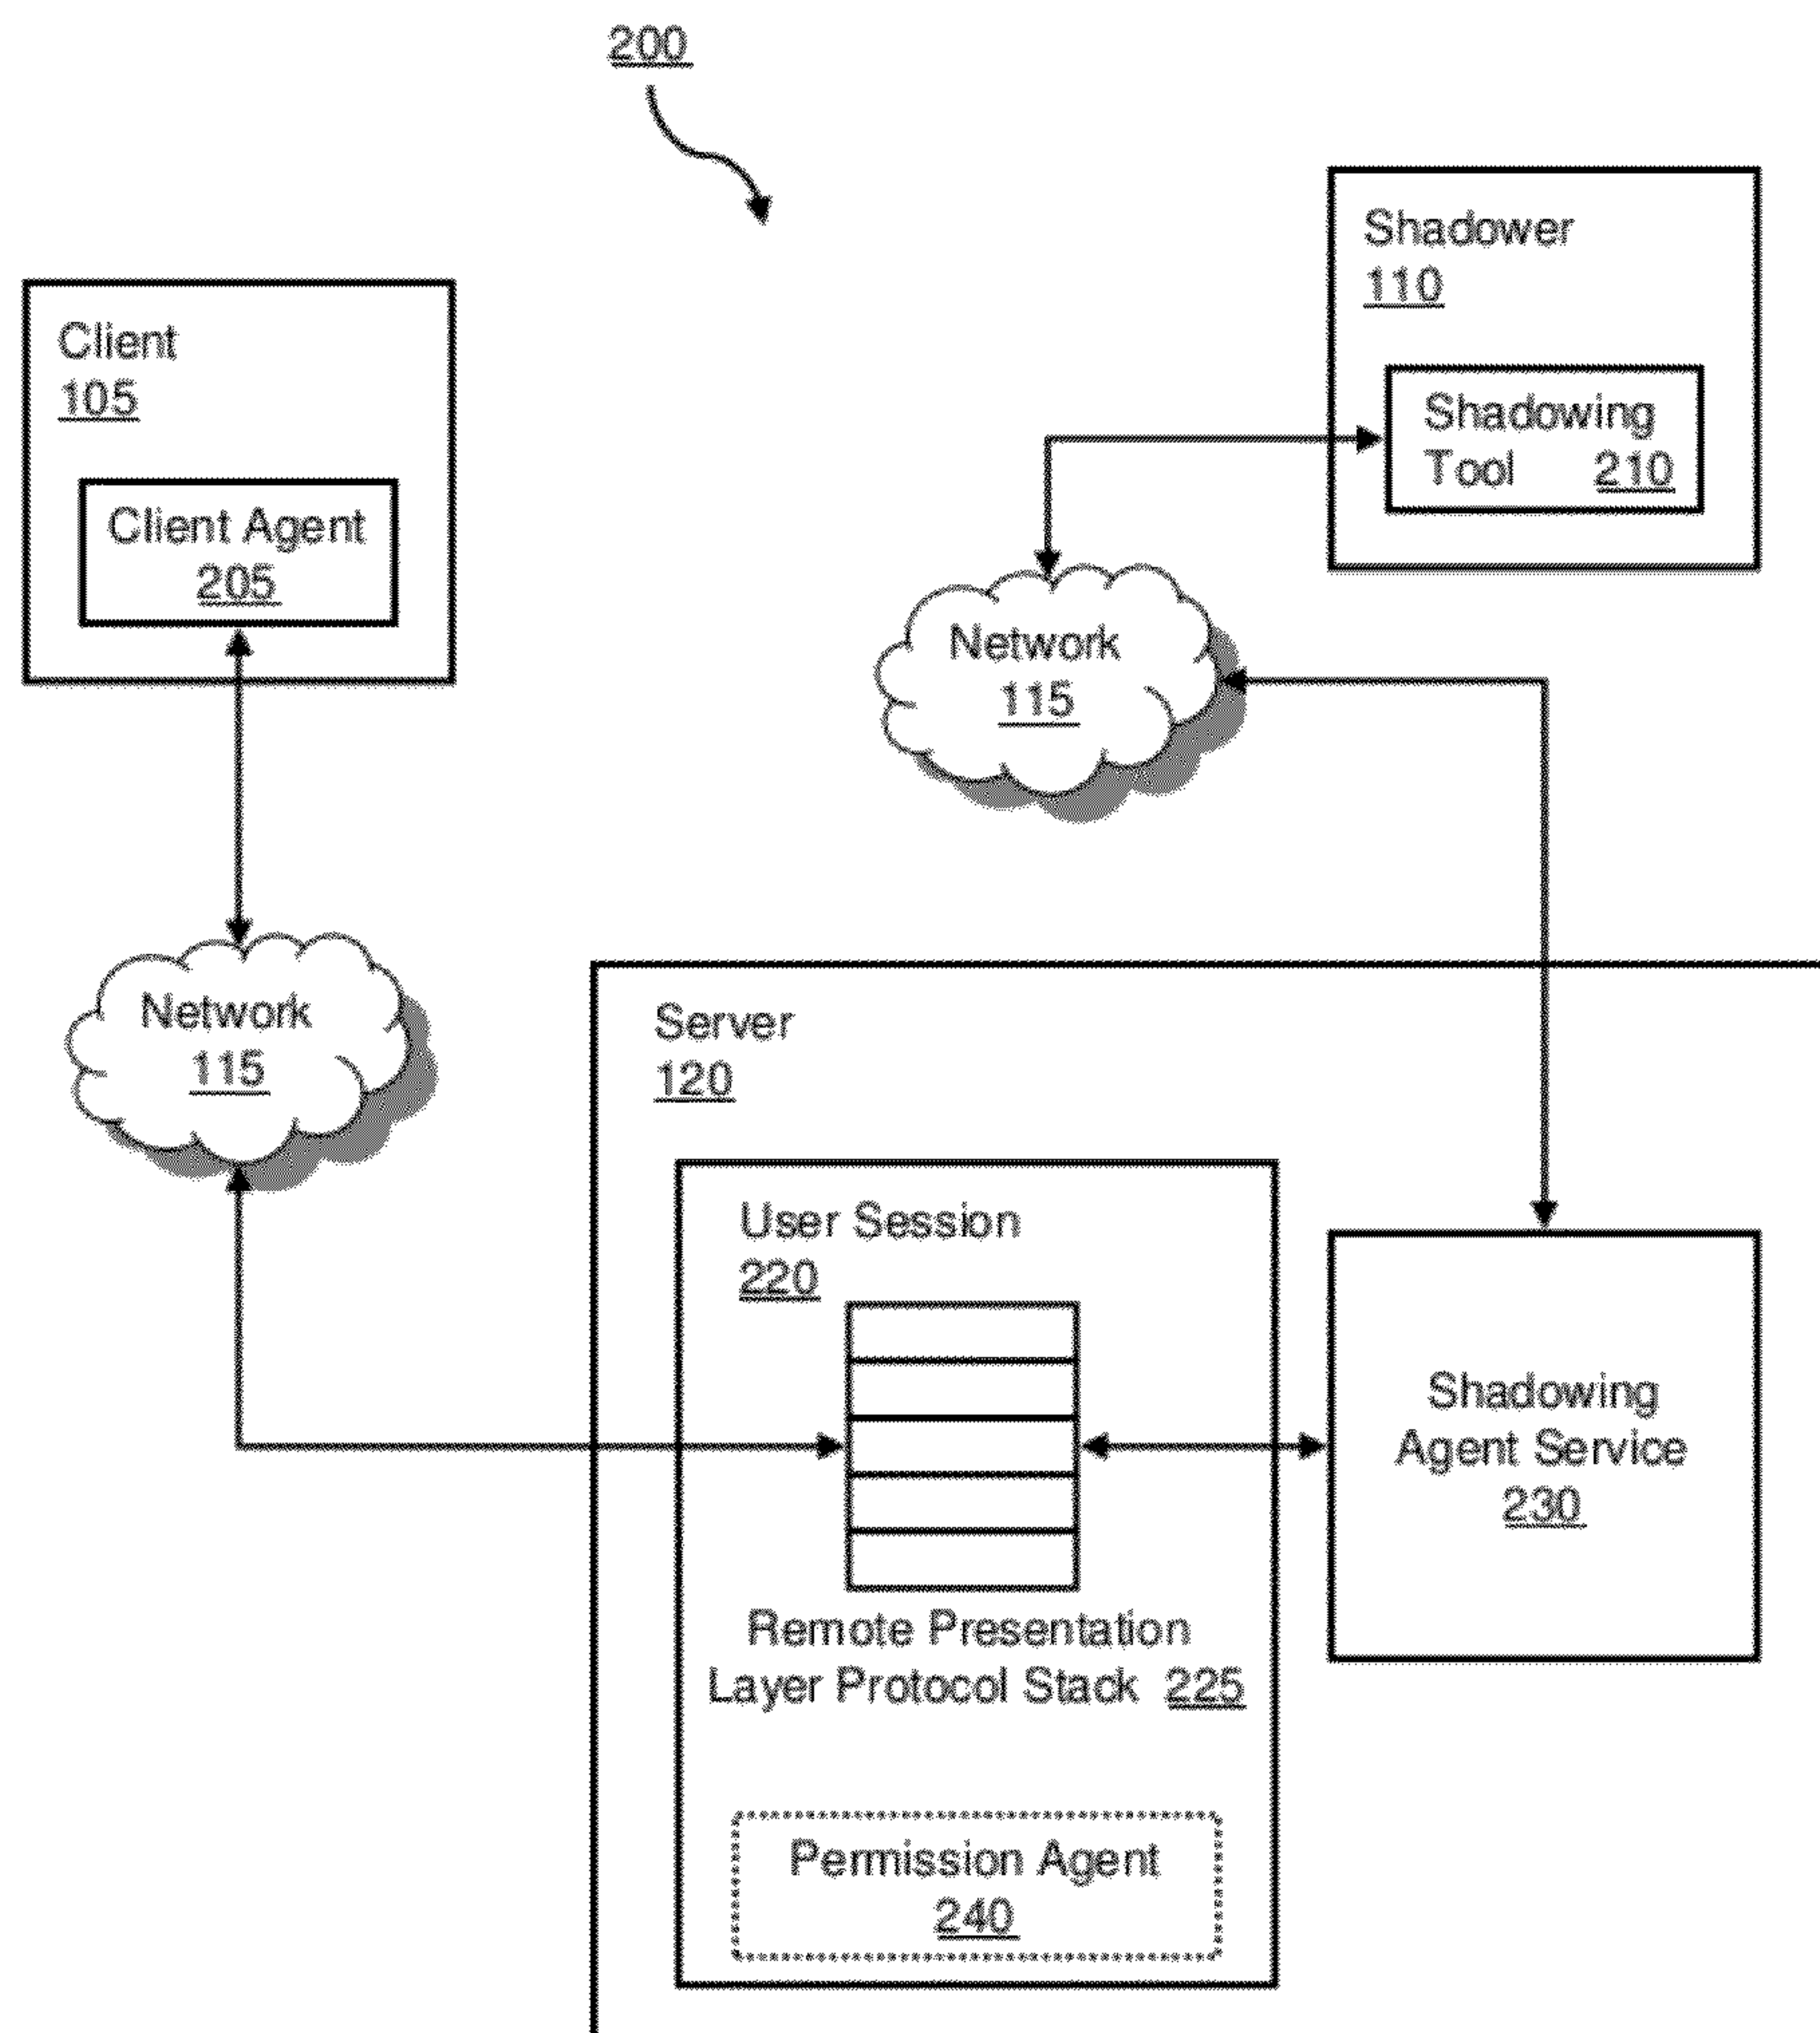 200
Shadower
110
Shadowing
Tool 210
Client
105
Client Agent
205
Network
115
Network
115
Server
120
User Session
220
Remote Presentation
Layer Protocol Stack 225
Shadowing
Agent Service
230
Permission Agent
240